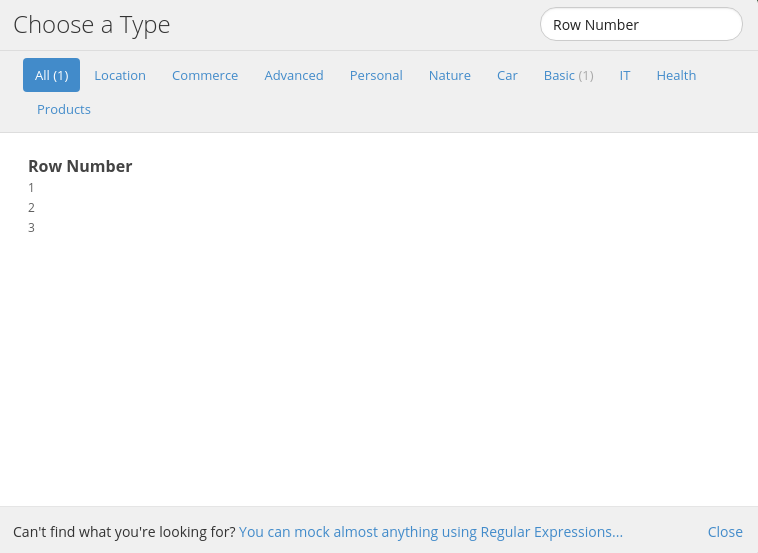 Choose a Type
Row Number
All (1) Location Commerce Advanced Personal Nature Car Basic (1) IT Health
Products
Row Number
1
2
3
Can't find what you're looking for? You can mock almost anything using Regular Expressions... Close